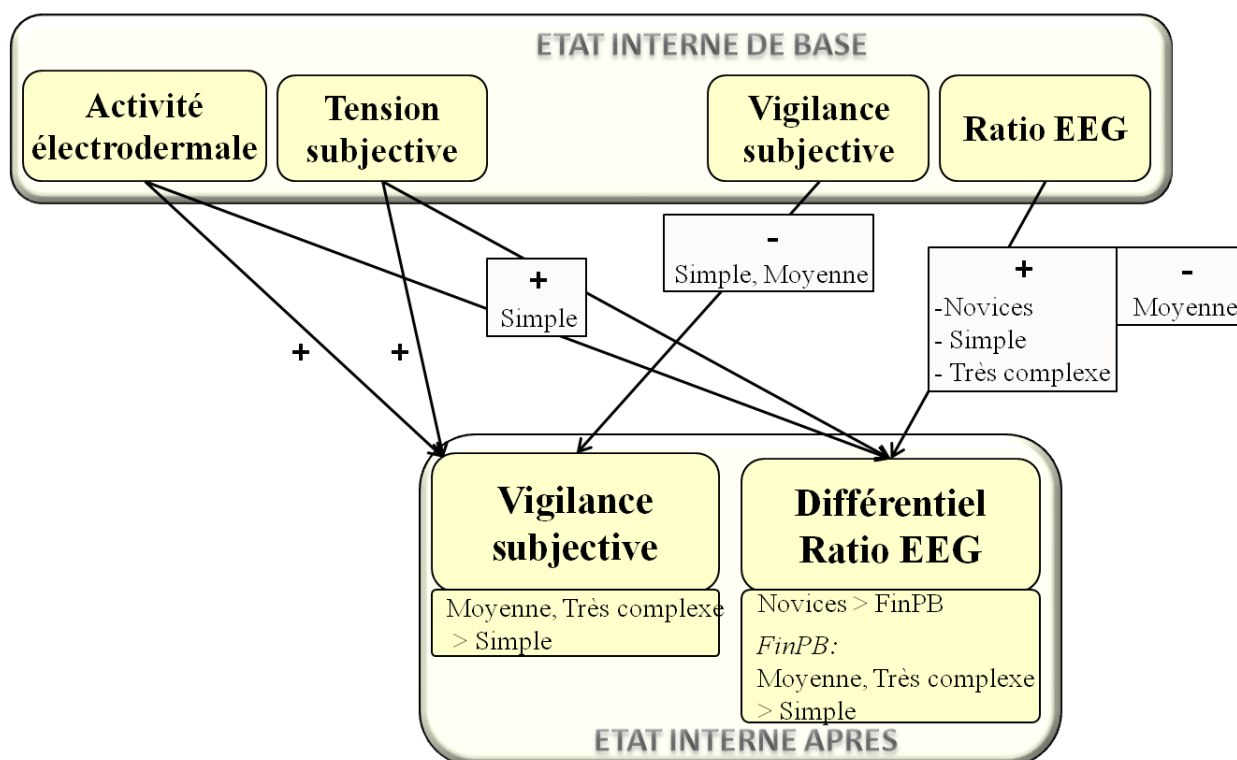 ETAT INTERNE DE BASE
Activité
électrodermale
Tension
subjective
Vigilance
subjective
Ratio EEG
-
Simple, Moyenne
+
Simple
+
-Novices
- Simple
- Très complexe
-
Moyenne
+
+
Vigilance
subjective
Moyenne, Très complexe
> Simple
Différentiel
Ratio EEG
Novices > FinPB
FinPB:
Moyenne, Très complexe
> Simple
ETAT INTERNE APRES